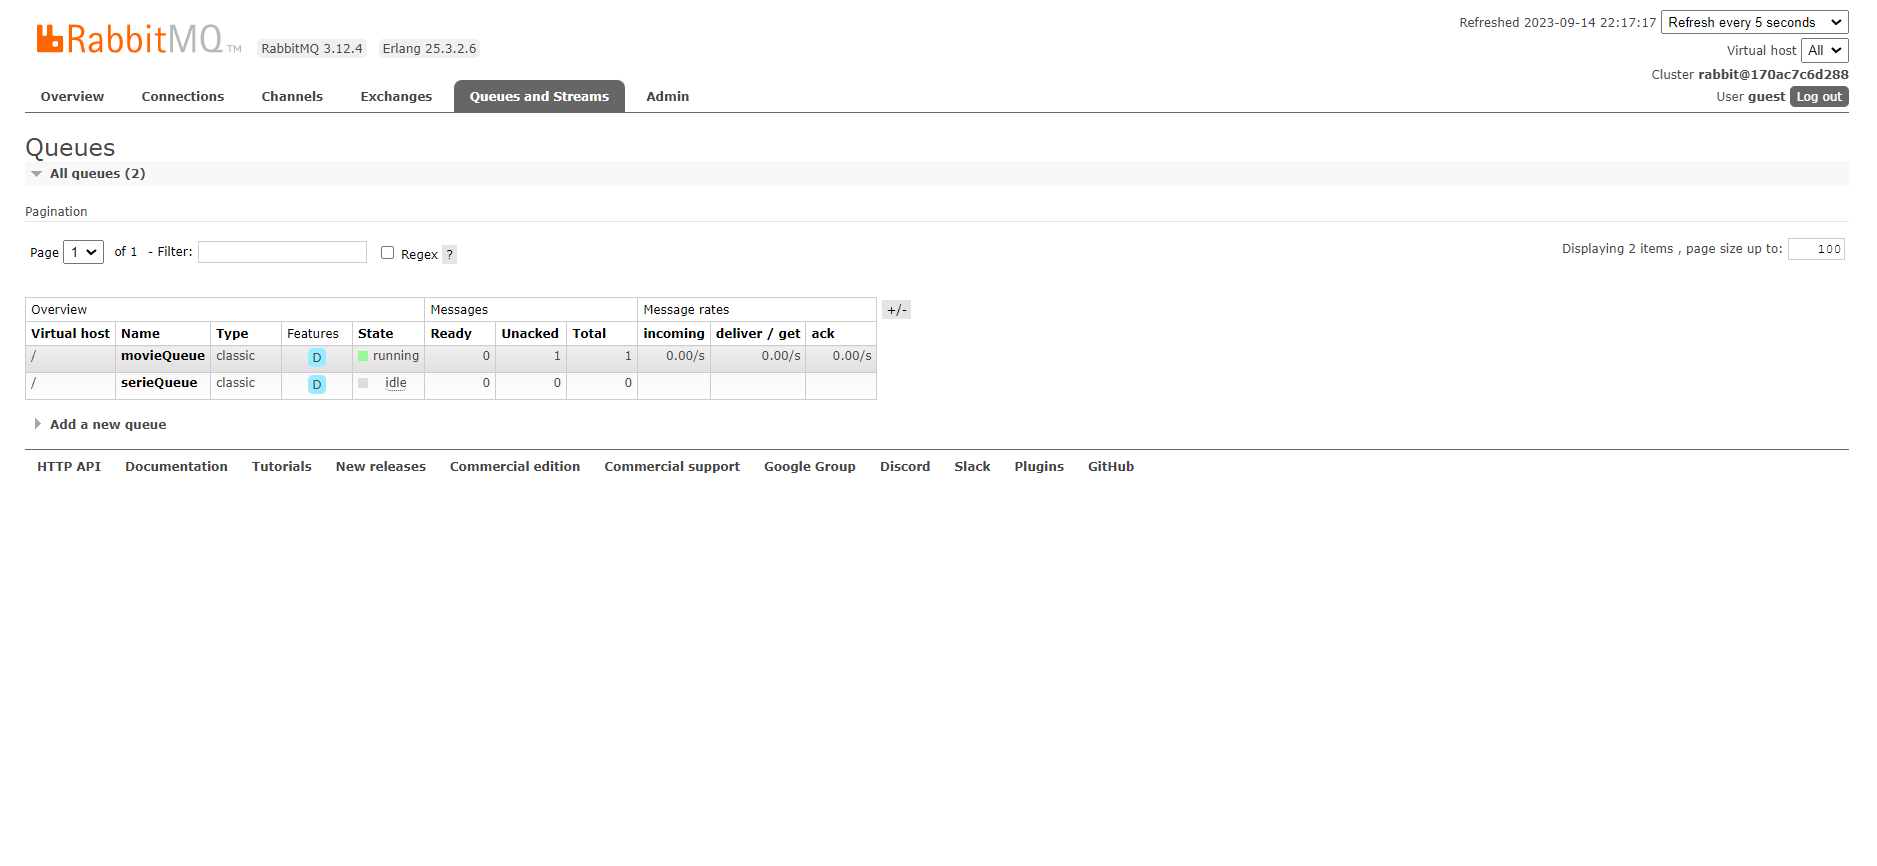 RabbitMQ TM RabbitMQ 3.12.4 Erlang 25.3.2.6
Refreshed 2023-09-14 22:17:17 Refresh every 5 seconds
Virtual host All
Cluster rabbit@170ac7c6d288
User guest Log out
Overview Connections Channels Exchanges Queues and Streams Admin
Queues
All queues (2)
Pagination
Page 1 of 1 - Filter: Regex ? Displaying 2 items , page size up to: 100
Overview Messages Message rates +/-
Virtual host Name Type Features State Ready Unacked Total incoming deliver / get ack
/ movieQueue classic D running 0 1 1 0.00/s 0.00/s 0.00/s
/ serieQueue classic D idle 0 0 0
Add a new queue
HTTP API Documentation Tutorials New releases Commercial edition Commercial support Google Group Discord Slack Plugins GitHub